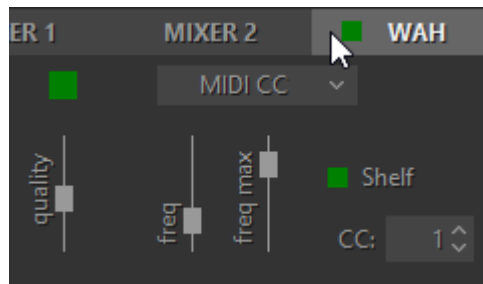 ER 1 MIXER 2 WAH
MIDI CC
quality
freq
freq max
Shelf
CC: 1